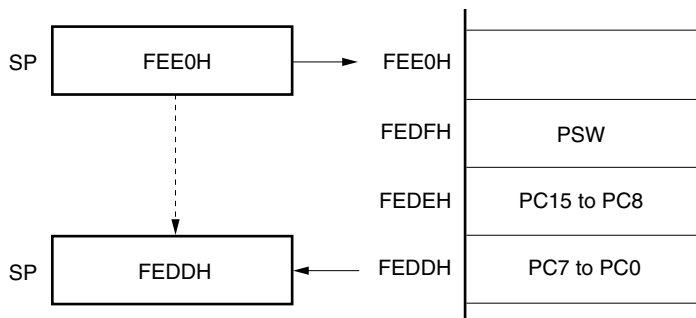 SP FEE0H FEE0H
FEDFH PSW
FEDEH PC15 to PC8
SP FEDDH FEDDH PC7 to PC0